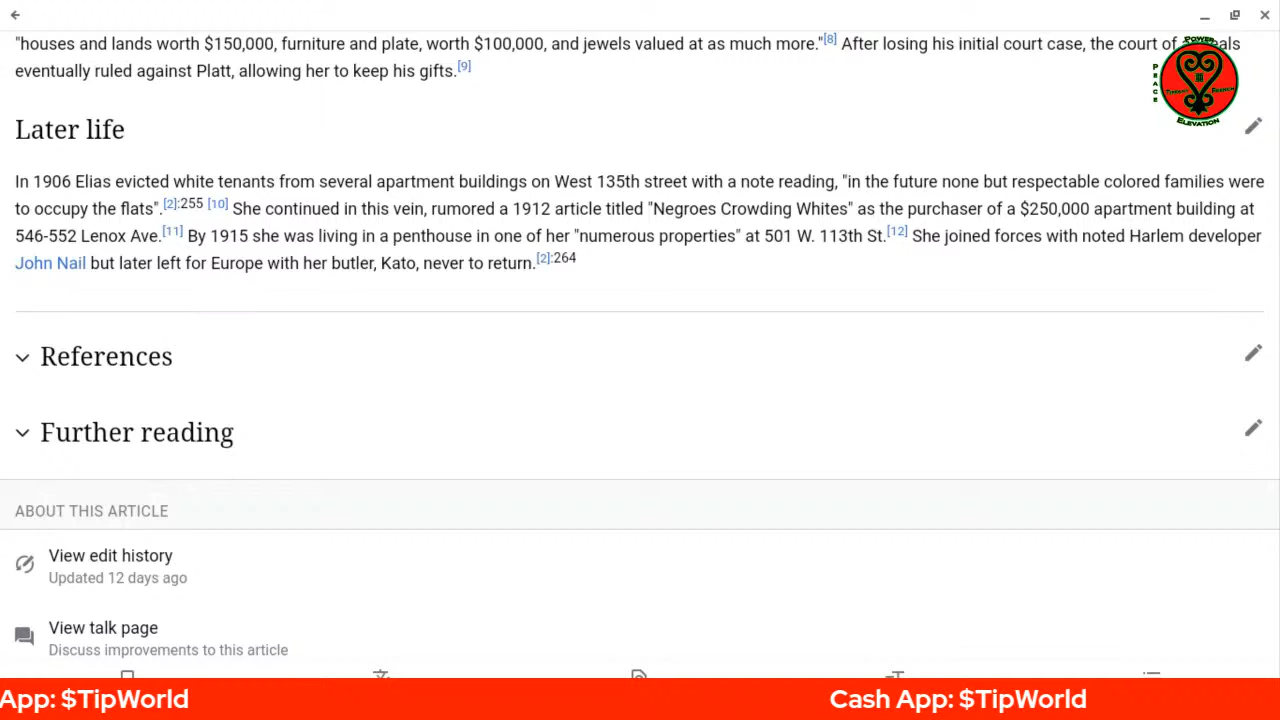 "houses and lands worth $150,000, furniture and plate, worth $100,000, and jewels valued at as much more."[8] After losing his initial court case, the court of
eventually ruled against Platt, allowing her to keep his gifts.[9]
POWER
PEACE
ELEVATION
Later life
In 1906 Elias evicted white tenants from several apartment buildings on West 135th street with a note reading, "in the future none but respectable colored families were
to occupy the flats".[2]:255 [10] She continued in this vein, rumored a 1912 article titled "Negroes Crowding Whites" as the purchaser of a $250,000 apartment building at
546-552 Lenox Ave.[11] By 1915 she was living in a penthouse in one of her "numerous properties" at 501 W. 113th St.[12] She joined forces with noted Harlem developer
John Nail but later left for Europe with her butler, Kato, never to return.[2]:264
References
Further reading
ABOUT THIS ARTICLE
View edit history
Updated 12 days ago
View talk page
Discuss improvements to this article
App: $TipWorld Cash App: $TipWorld